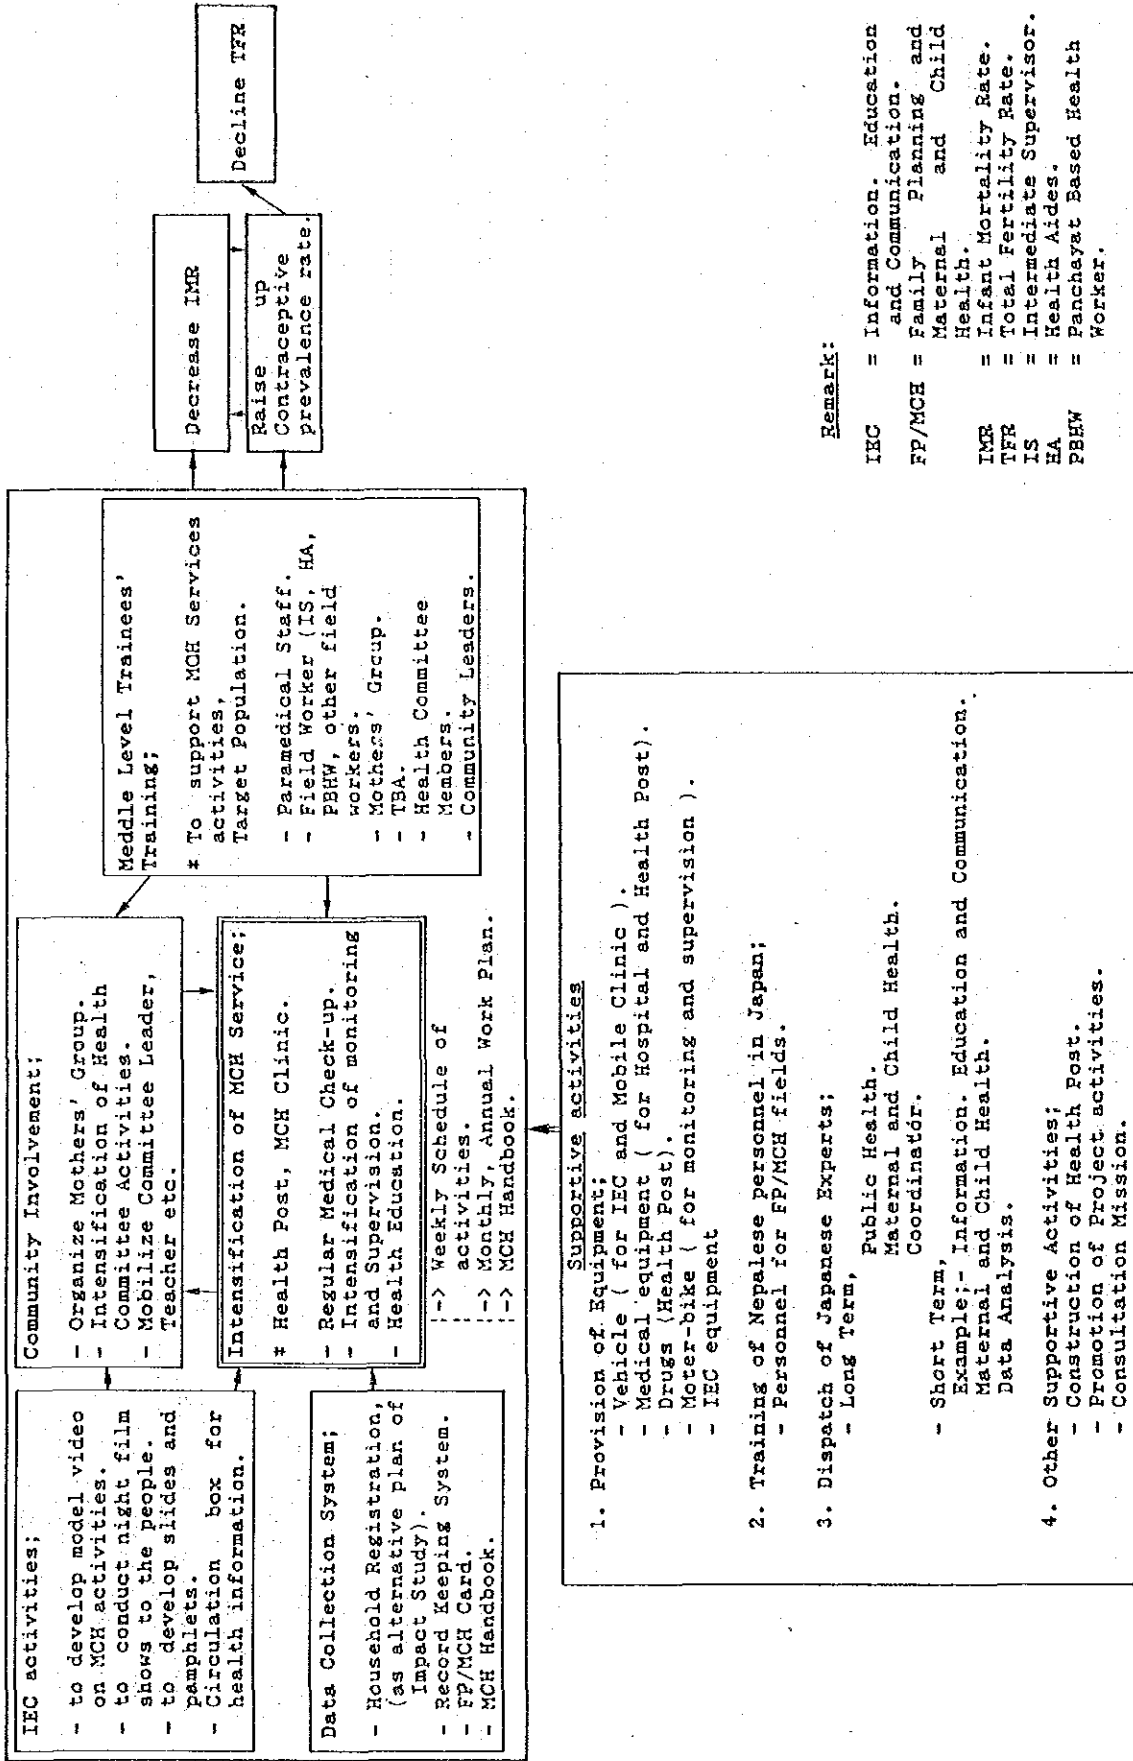 IEC activities;
- to develop model video
on MCH activities.
- to conduct night film
shows to the people.
- to develop slides and
pamphlets.
- Circulation box for
health information.
Data Collection System;
- Household Registration,
(as alternative plan of
Impact Study).
- Record Keeping System.
- FP/MCH Card.
- MCH Handbook.
Community Involvement;
- Organize Mothers' Group.
- Intensification of Health
Committee Activities.
- Mobilize Committee Leader,
Teacher etc.
Intensification of MCH Service;
* Health Post, MCH Clinic.
- Regular Medical Check-up.
- Intensification of monitoring
and Supervision.
- Health Education.
--> Weekly Schedule of
activities.
--> Monthly, Annual Work Plan.
--> MCH Handbook.
Meddle Level Trainees'
Training;
* To support MCH Services
activities,
Target Population.
- Paramedical Staff.
- Field Worker (IS, HA,
PBHW, other field
workers.
- Mothers' Group.
- TBA.
- Health Committee
Members.
- Community Leaders.
Decrease IMR
Raise up
Contraceptive
prevalence rate.
Decline TFR
Supportive activities
1. Provision of Equipment;
- Vehicle ( for IEC and Mobile Clinic ).
- Medical equipment ( for Hospital and Health Post).
- Drugs (Health Post).
- Moter-bike ( for monitoring and supervision ).
- IEC equipment
2. Training of Nepalese personnel in Japan;
- Personnel for FP/MCH fields.
3. Dispatch of Japanese Experts;
- Long Term,
Public Health.
Maternal and Child Health.
Coordinator.
- Short Term,
Example;- Information. Education and Communication.
Maternal and Child Health.
Data Analysis.
4. Other Supportive Activities;
- Construction of Health Post.
- Promotion of Project activities.
- Consultation Mission.
Remark:
IEC = Information. Education
and Communication.
FP/MCH = Family Planning and
Maternal and Child
Health.
IMR = Infant Mortality Rate.
TFR = Total Fertility Rate.
IS = Intermediate Supervisor.
HA = Health Aides.
PBHW = Panchayat Based Health
Worker.